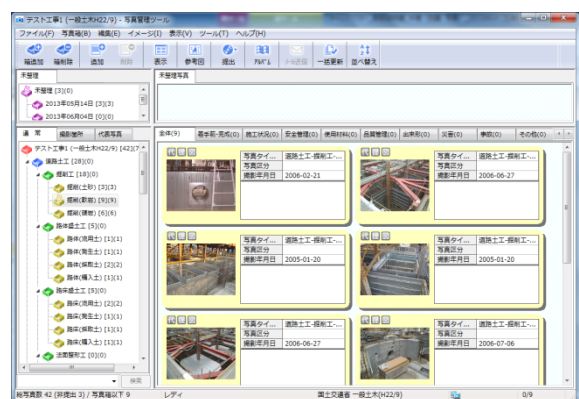 テスト工事1 (一般土木H22/9) - 写真管理ツール
ファイル(F) 写真箱(B) 編集(E) イメージ(I) 表示(V) ツール(T) ヘルプ(H)
箱追加 箱削除 追加 削除 表示 参考図 提出 アルバム メール送信 一括更新 並べ替え
未整理
未整理写真
未整理 [3](0)
2013年05月14日 [3](3)
2013年06月04日 [0](0)
通常 撮影箇所 代表写真
全体(9) 着手前-完成(0) 施工状況(0) 安全管理(0) 使用材料(0) 品質管理(0) 出来形(0) 災害(0) 事故(0) その他(0)
テスト工事1 (一般土木H22/9) [42](7
道路土工 [28](0)
掘削工 [18](0)
掘削(土砂) [3](3)
掘削(軟岩) [9](9)
掘削(硬岩) [6](6)
路体盛土工 [5](0)
路体(流用土) [1](1)
路体(発生土) [1](1)
路体(採取土) [2](2)
路体(購入土) [1](1)
路床盛土工 [5](0)
路床(流用土) [2](2)
路床(発生土) [1](1)
路床(採取土) [1](1)
路床(購入土) [1](1)
法面整形工 [0](0)
検索
写真タイ... 道路土工-掘削工-...
写真区分
撮影年月日 2006-02-21
写真タイ... 道路土工-掘削工-...
写真区分
撮影年月日 2006-06-27
写真タイ... 道路土工-掘削工-...
写真区分
撮影年月日 2005-01-20
写真タイ... 道路土工-掘削工-...
写真区分
撮影年月日 2005-01-20
写真タイ... 道路土工-掘削工-...
写真区分
撮影年月日 2006-06-27
写真タイ... 道路土工-掘削工-...
写真区分
撮影年月日 2006-07-06
総写真数 42 (非提出 3) / 写真箱以下 9 レディ 国土交通省 一般土木(H22/9) 0/9